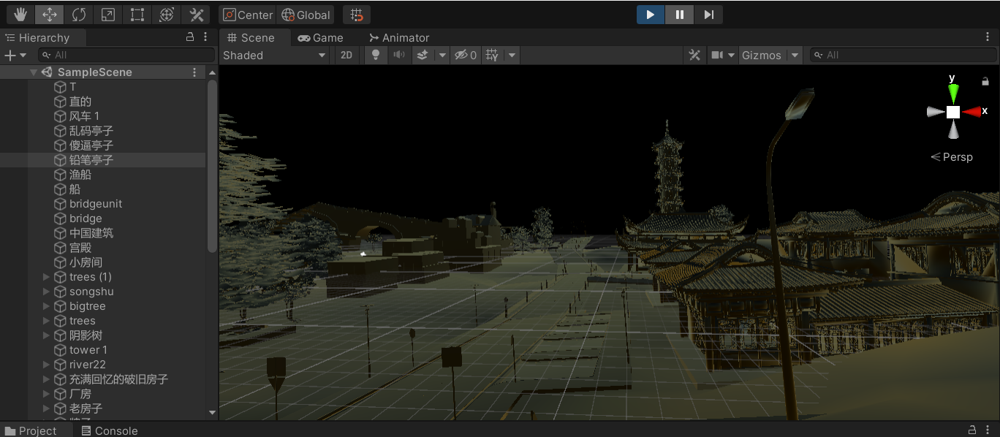 Center Global
Hierarchy
Scene Game Animator
All
Shaded 2D 0 Gizmos All
SampleScene
T
直的
风车 1
乱码亭子
傻逼亭子
铅笔亭子
渔船
船
bridgeunit
bridge
中国建筑
宫殿
小房间
trees (1)
songshu
bigtree
trees
阴影树
tower 1
river22
充满回忆的破旧房子
厂房
老房子
y
x
Persp
Project Console